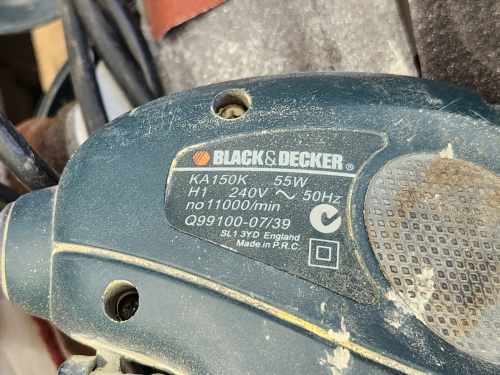 BLACK&DECKER®
KA150K 55W
H1 240V ~ 50Hz
no11000/min
Q99100-07/39
SL1 3YD England
Made in P.R.C.